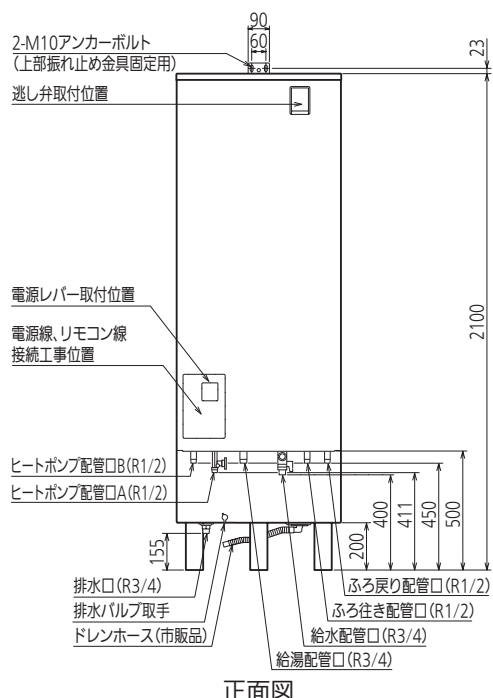 90
60
23
2-M10アンカーボルト
(上部振れ止め金具固定用)
逃し弁取付位置
2100
電源レバー取付位置
電源線、リモコン線
接続工事位置
ヒートポンプ配管口B(R1/2)
ヒートポンプ配管口A(R1/2)
155
200
400
411
450
500
排水口(R3/4)
排水バルブ取手
ドレンホース(市販品)
ふろ戻り配管口(R1/2)
ふろ往き配管口(R1/2)
給水配管口(R3/4)
給湯配管口(R3/4)
正面図